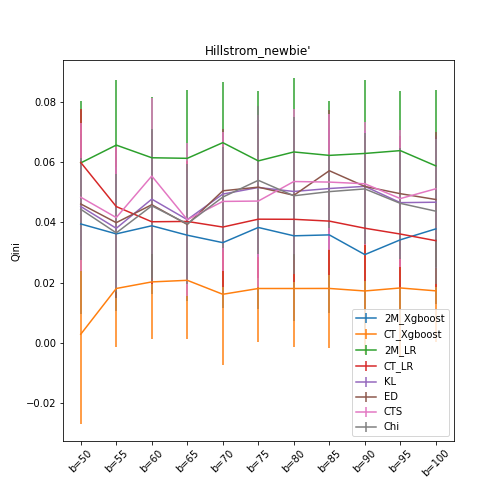 Hillstrom_newbie'
Qini
0.08
0.06
0.04
0.02
0.00
−0.02
2M_Xgboost
CT_Xgboost
2M_LR
CT_LR
KL
ED
CTS
Chi
b=50
b=55
b=60
b=65
b=70
b=75
b=80
b=85
b=90
b=95
b=100